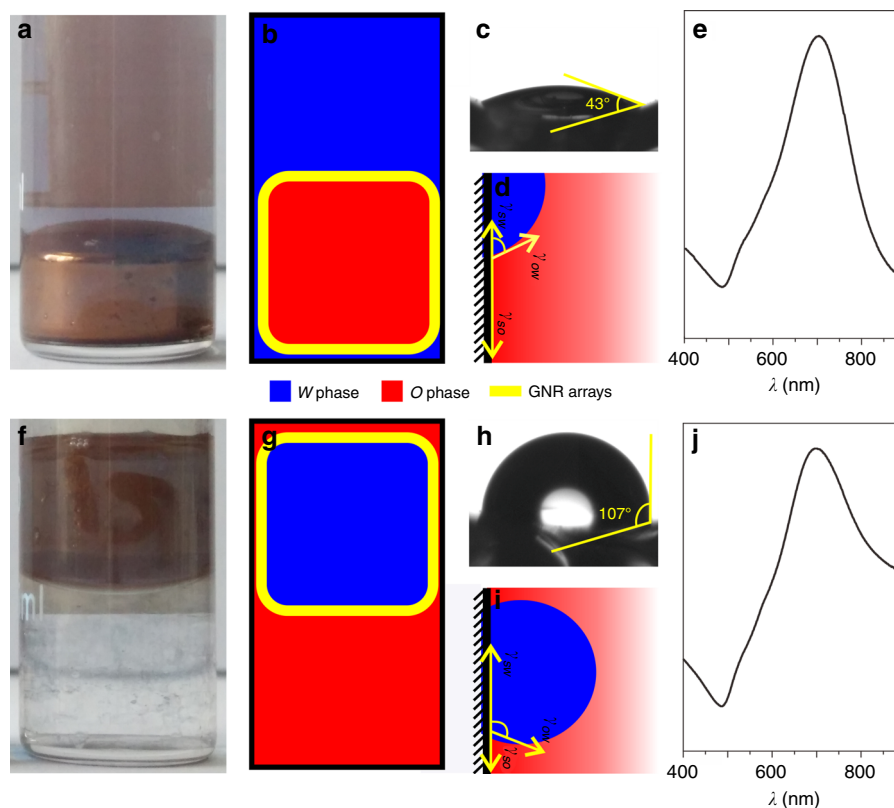 a
b
c
43°
d
γsw
γow
γso
e
400 600 800
λ (nm)
W phase O phase GNR arrays
f
ml
g
h
107°
i
γsw
γow
γso
j
400 600 800
λ (nm)